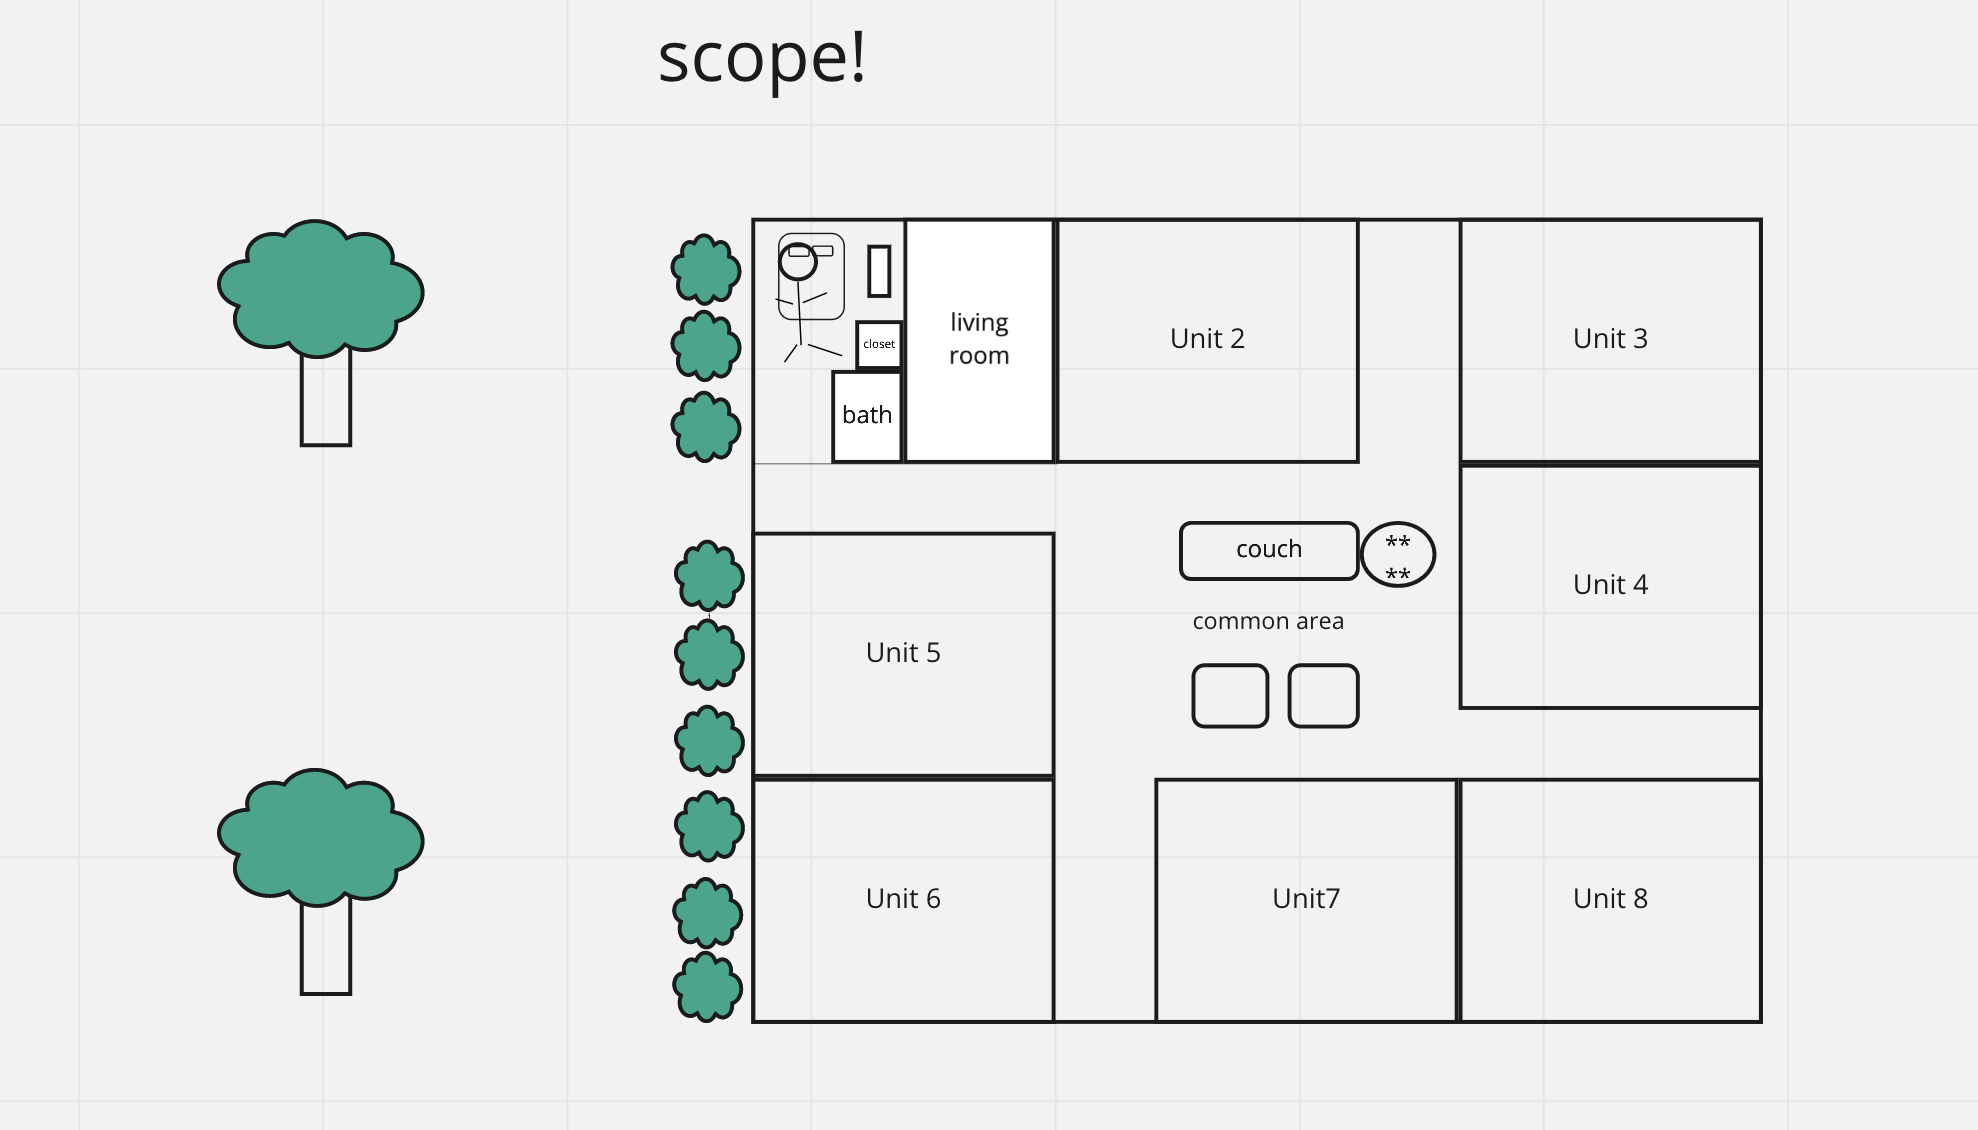 scope!
closet
bath
living
room
Unit 2
Unit 3
couch
**
**
common area
Unit 4
Unit 5
Unit 6
Unit7
Unit 8